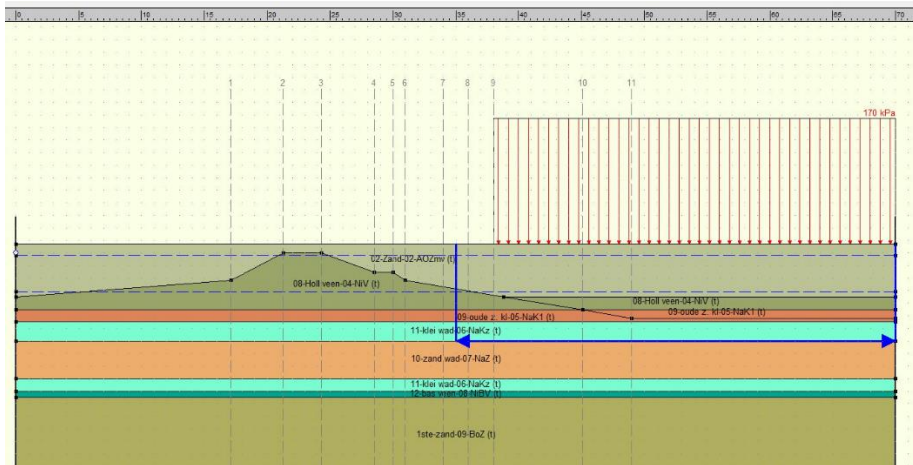 0 5 10 15 20 25 30 35 40 45 50 55 60 65 70
1 2 3 4 5 6 7 8 9 10 11
170 kPa
02-Zand-02-AOZmv (t)
08-Holl veen-04-NiV (t)
08-Holl veen-04-NiV (t)
09-oude z. kl-05-NaK1 (t)
09-oude z. kl-05-NaK1 (t)
11-klei wad-06-NaKz (t)
10-zand wad-07-NaZ (t)
11-klei wad-06-NaKz (t)
12-bas vren-08-NiBV (t)
1ste-zand-09-BoZ (t)